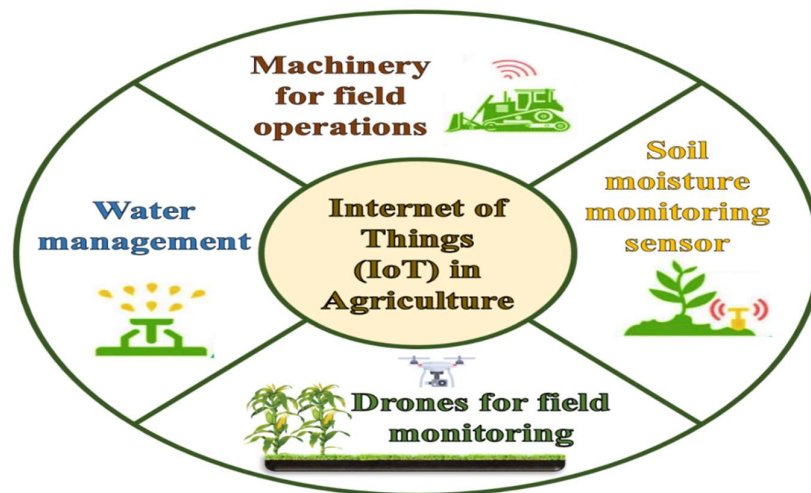 Machinery
for field
operations
Soil
moisture
monitoring
sensor
Water
management
Internet of
Things
(IoT) in
Agriculture
Drones for field
monitoring